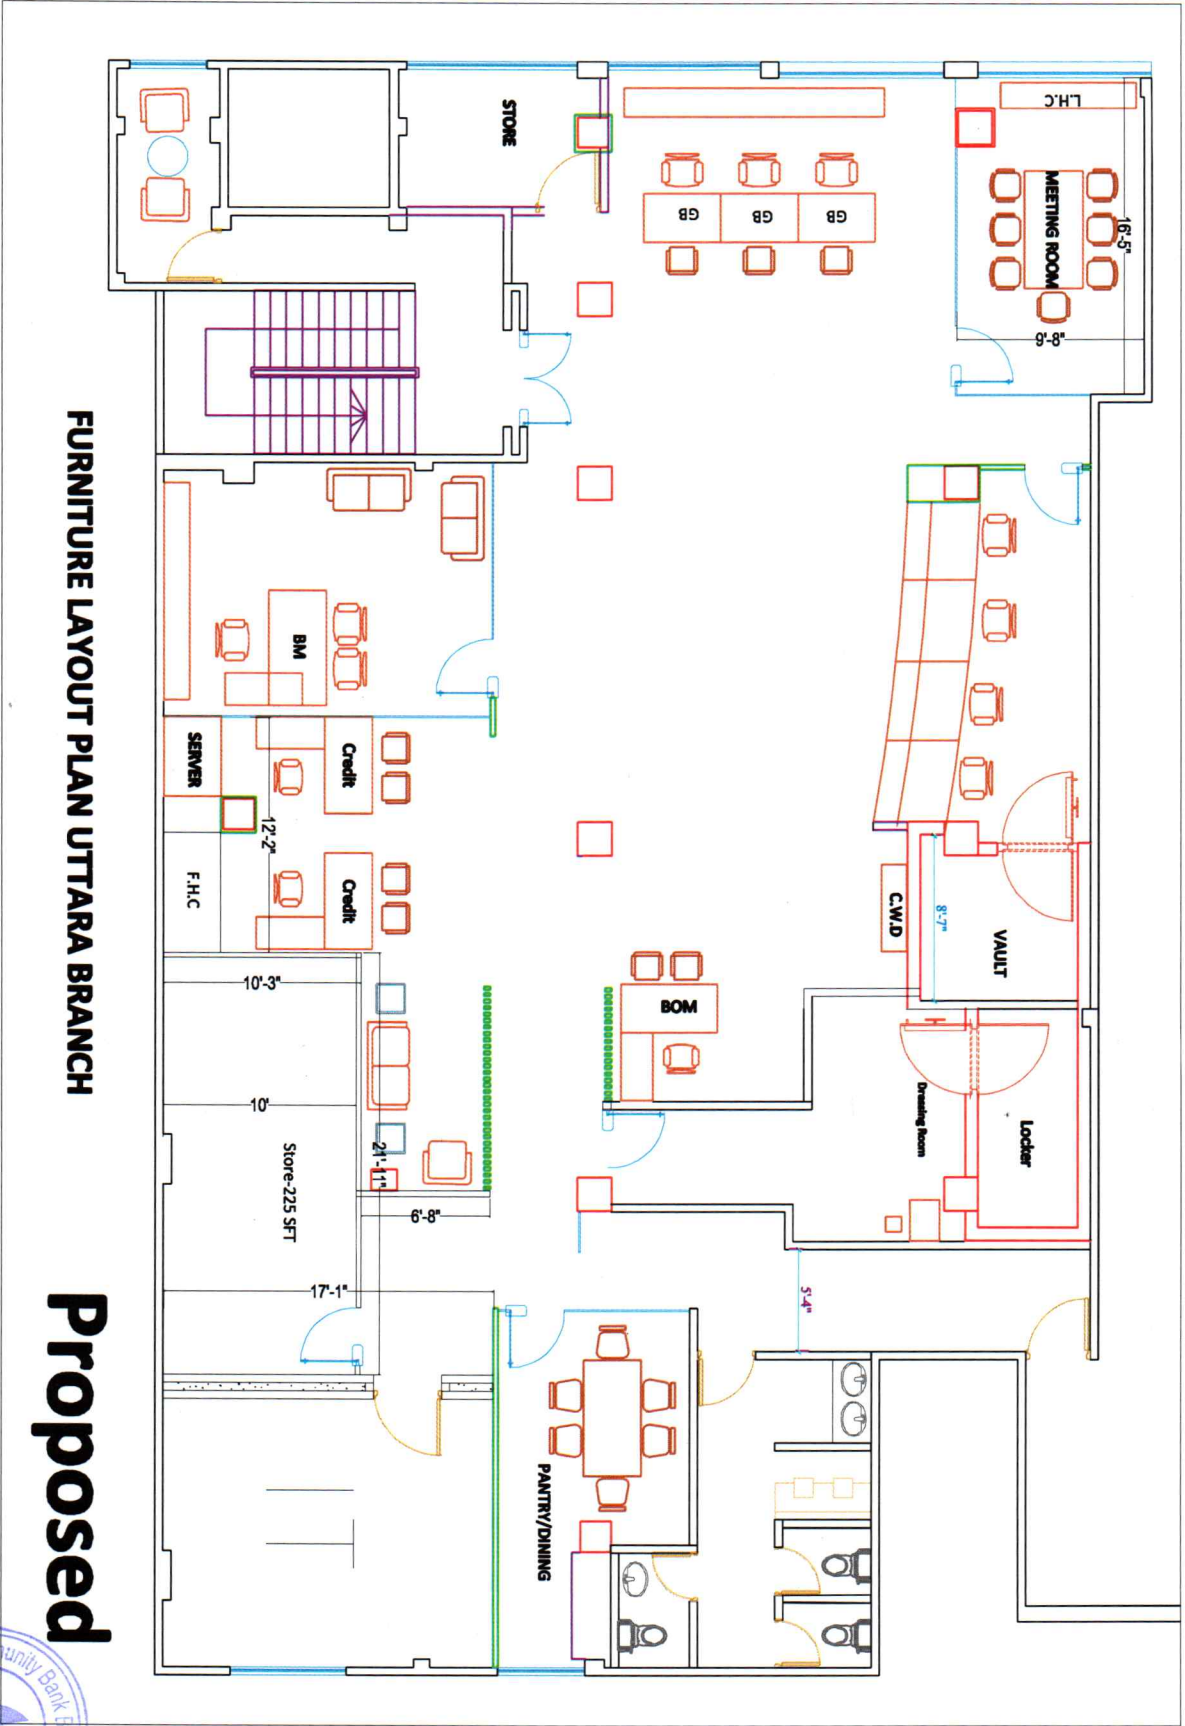 L.H.C
MEETING ROOM
16'-5"
9'-8"
STORE
GB
GB
GB
BM
SERVER
Credit
12'-2"
F.H.C
Credit
8'-7"
VAULT
C.W.D
BOM
Dressing Room
Locker
10'-3"
10'
Store-225 SFT
21'-11"
6'-8"
17'-1"
5'-4"
PANTRY/DINING
FURNITURE LAYOUT PLAN UTTARA BRANCH
Proposed
Bank